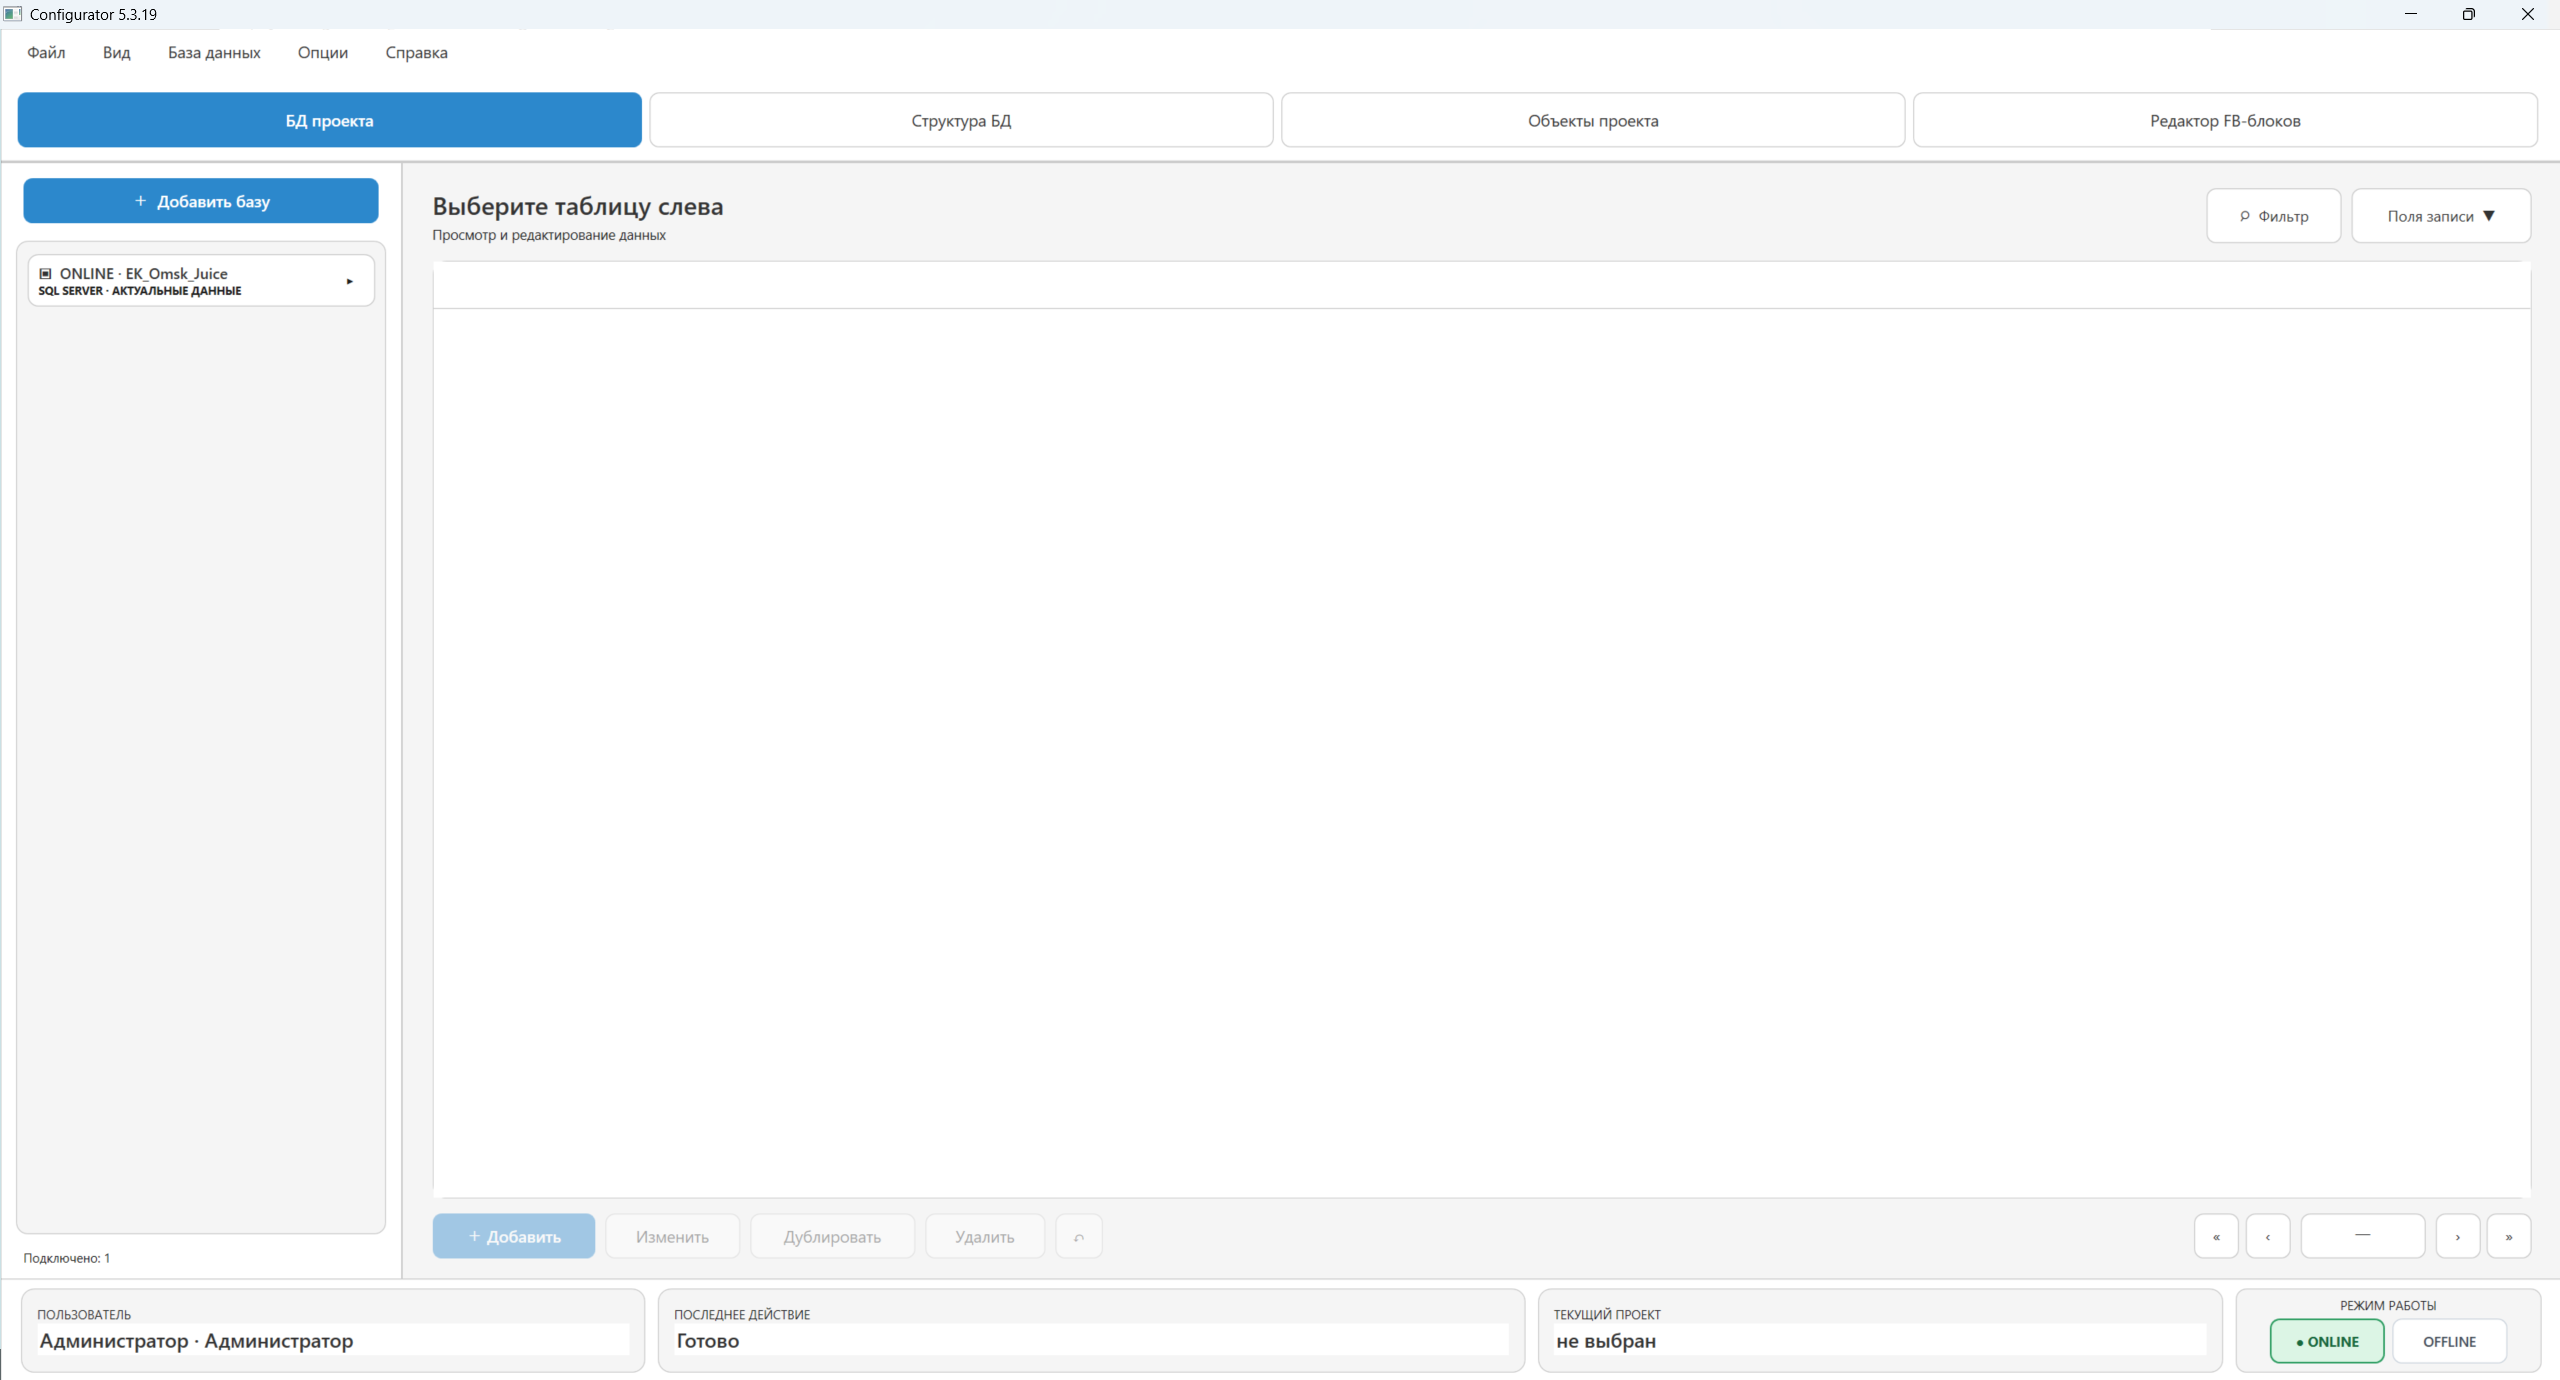 Configurator 5.3.19
Файл Вид База данных Опции Справка
БД проекта Структура БД Объекты проекта Редактор FB-блоков
+ Добавить базу
ONLINE · EK_Omsk_Juice
SQL SERVER · АКТУАЛЬНЫЕ ДАННЫЕ
Подключено: 1
Выберите таблицу слева
Просмотр и редактирование данных
Фильтр Поля записи ▼
+ Добавить Изменить Дублировать Удалить
« ‹ — › »
ПОЛЬЗОВАТЕЛЬ
Администратор · Администратор
ПОСЛЕДНЕЕ ДЕЙСТВИЕ
Готово
ТЕКУЩИЙ ПРОЕКТ
не выбран
РЕЖИМ РАБОТЫ
• ONLINE OFFLINE